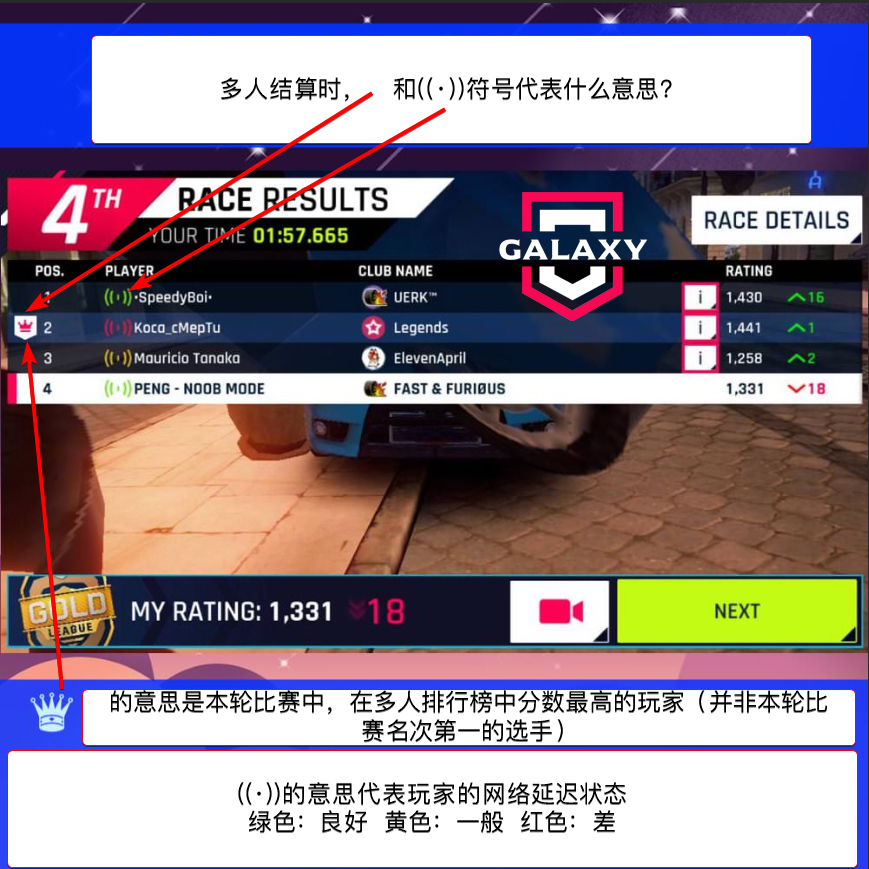 多人结算时， 和((·))符号代表什么意思？
4TH
RACE RESULTS
YOUR TIME 01:57.665
GALAXY
RACE DETAILS
POS. PLAYER CLUB NAME RATING
1 ((·))·SpeedyBoi· UERK™ i 1,430 16
2 ((·))Koca_cMepTu Legends i 1,441 1
3 ((·))Mauricio Tanaka ElevenApril i 1,258 2
4 ((·))PENG - NOOB MODE FAST & FURIØUS 1,331 18
GOLD
LEAGUE
MY RATING: 1,331 18
NEXT
的意思是本轮比赛中，在多人排行榜中分数最高的玩家（并非本轮比
赛名次第一的选手）
((·))的意思代表玩家的网络延迟状态
绿色：良好 黄色：一般 红色：差